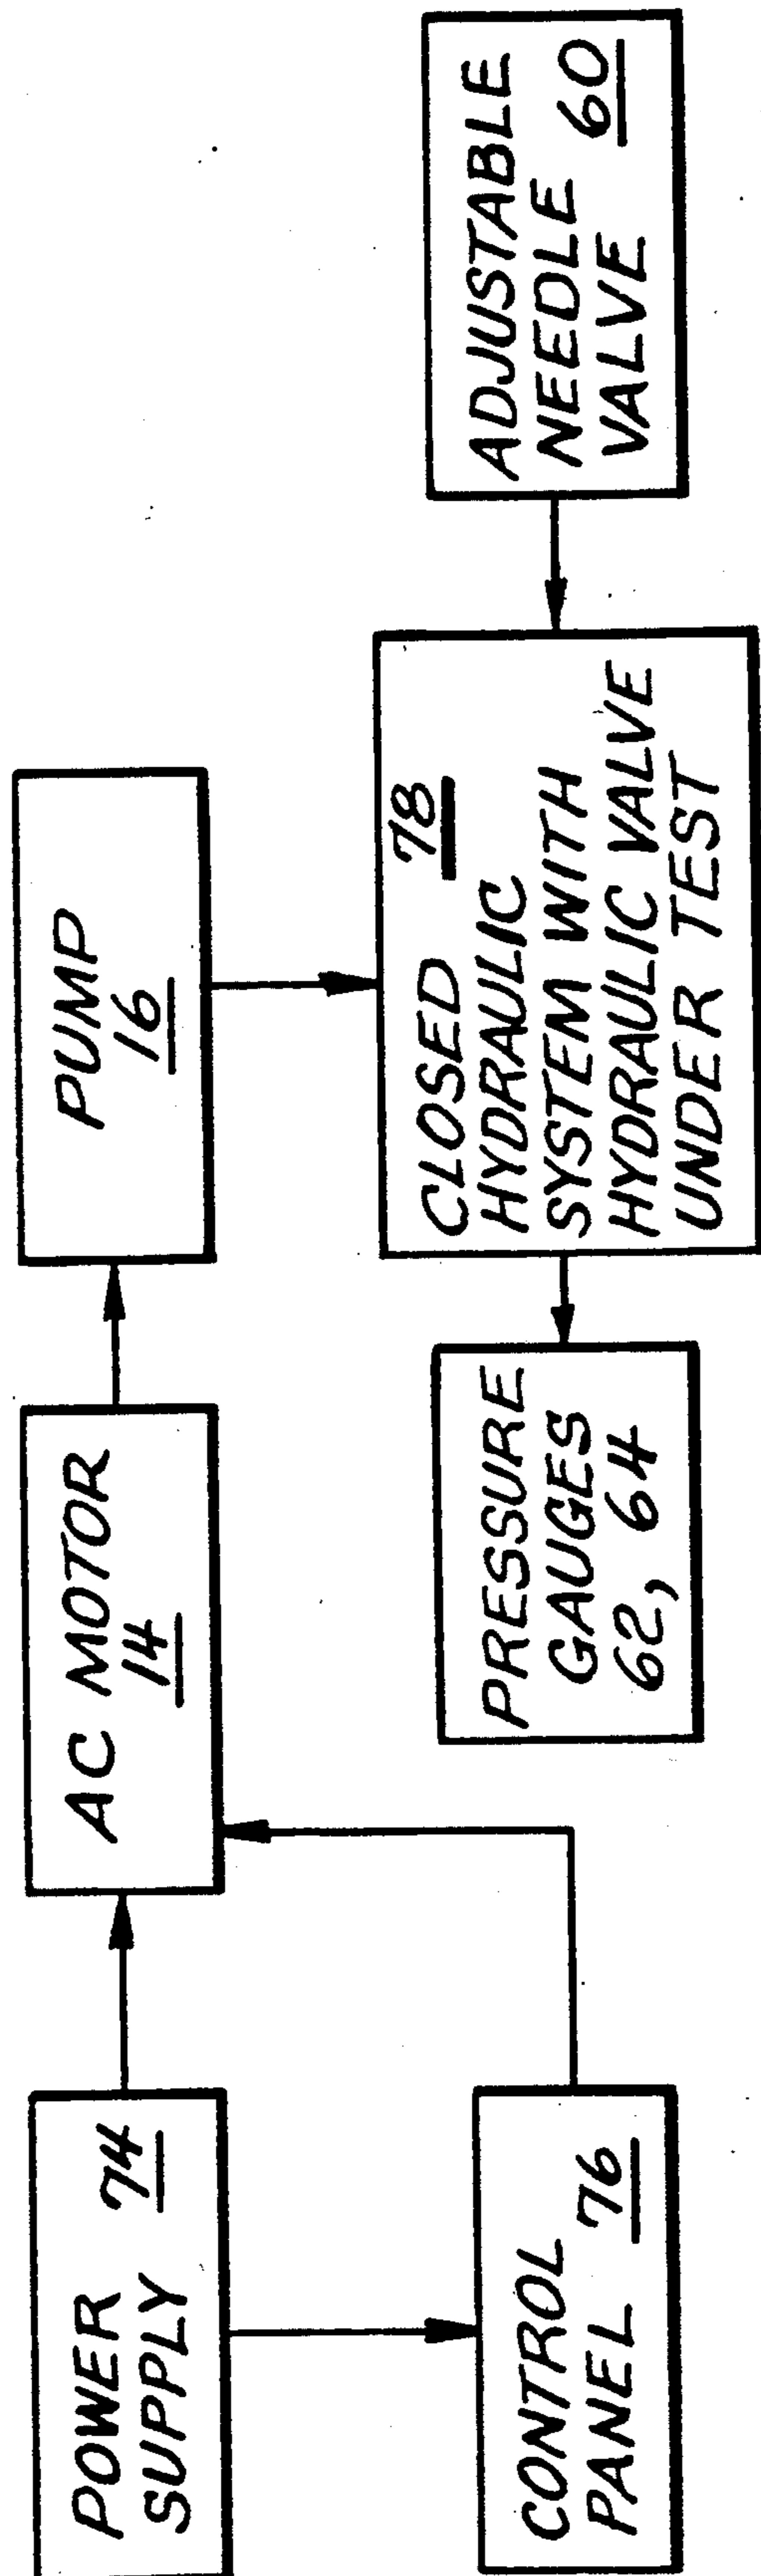 POWER
SUPPLY 74
AC MOTOR
14
PUMP
16
CONTROL
PANEL 76
PRESSURE
GAUGES
62, 64
CLOSED 78
HYDRAULIC
SYSTEM WITH
HYDRAULIC VALVE
UNDER TEST
ADJUSTABLE
NEEDLE
VALVE 60